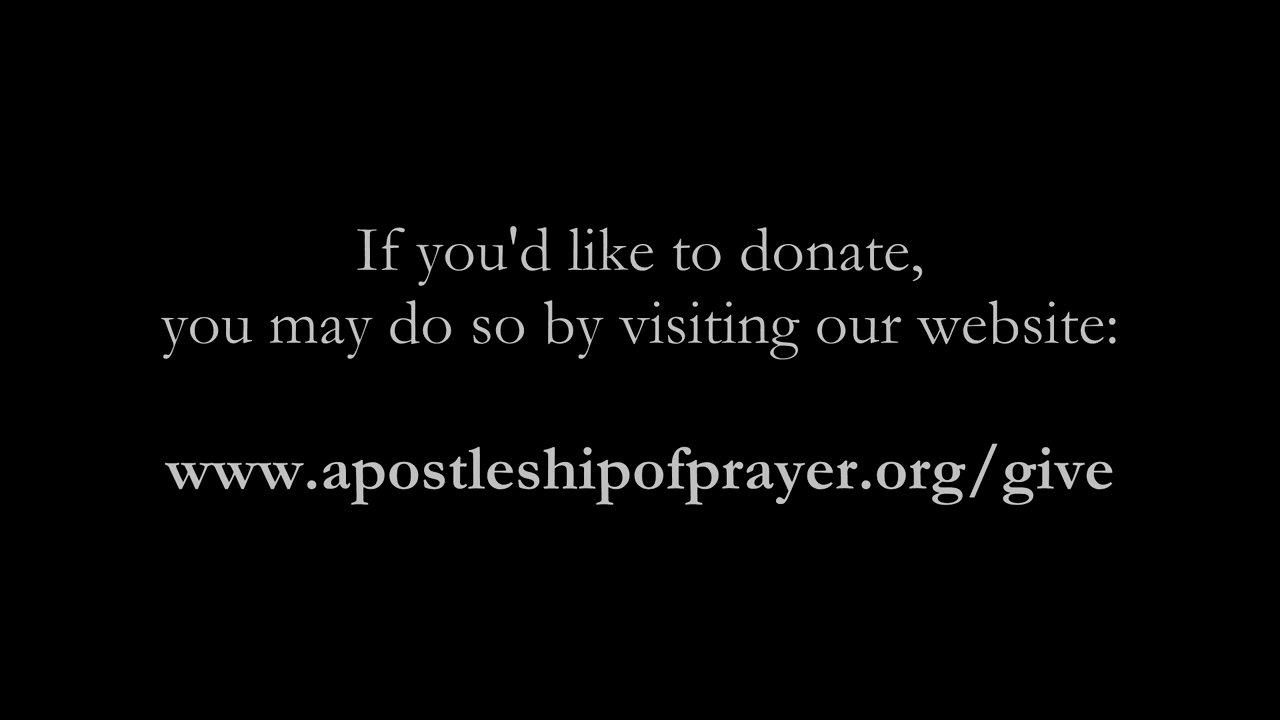 If you'd like to donate,
you may do so by visiting our website:
www.apostleshipofprayer.org/give